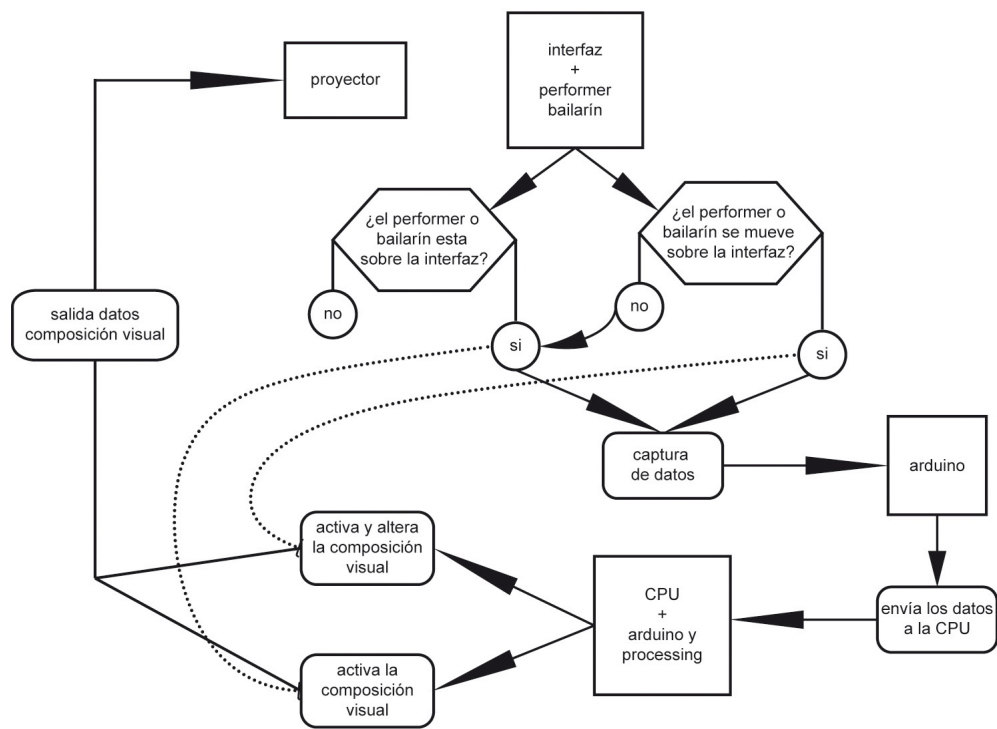 proyector
interfaz
+
performer
bailarín
¿el performer o
bailarín esta
sobre la interfaz?
¿el performer o
bailarín se mueve
sobre la interfaz?
no
no
si
si
salida datos
composición visual
captura
de datos
arduino
activa y altera
la composición
visual
CPU
+
arduino y
processing
envía los datos
a la CPU
activa la
composición
visual